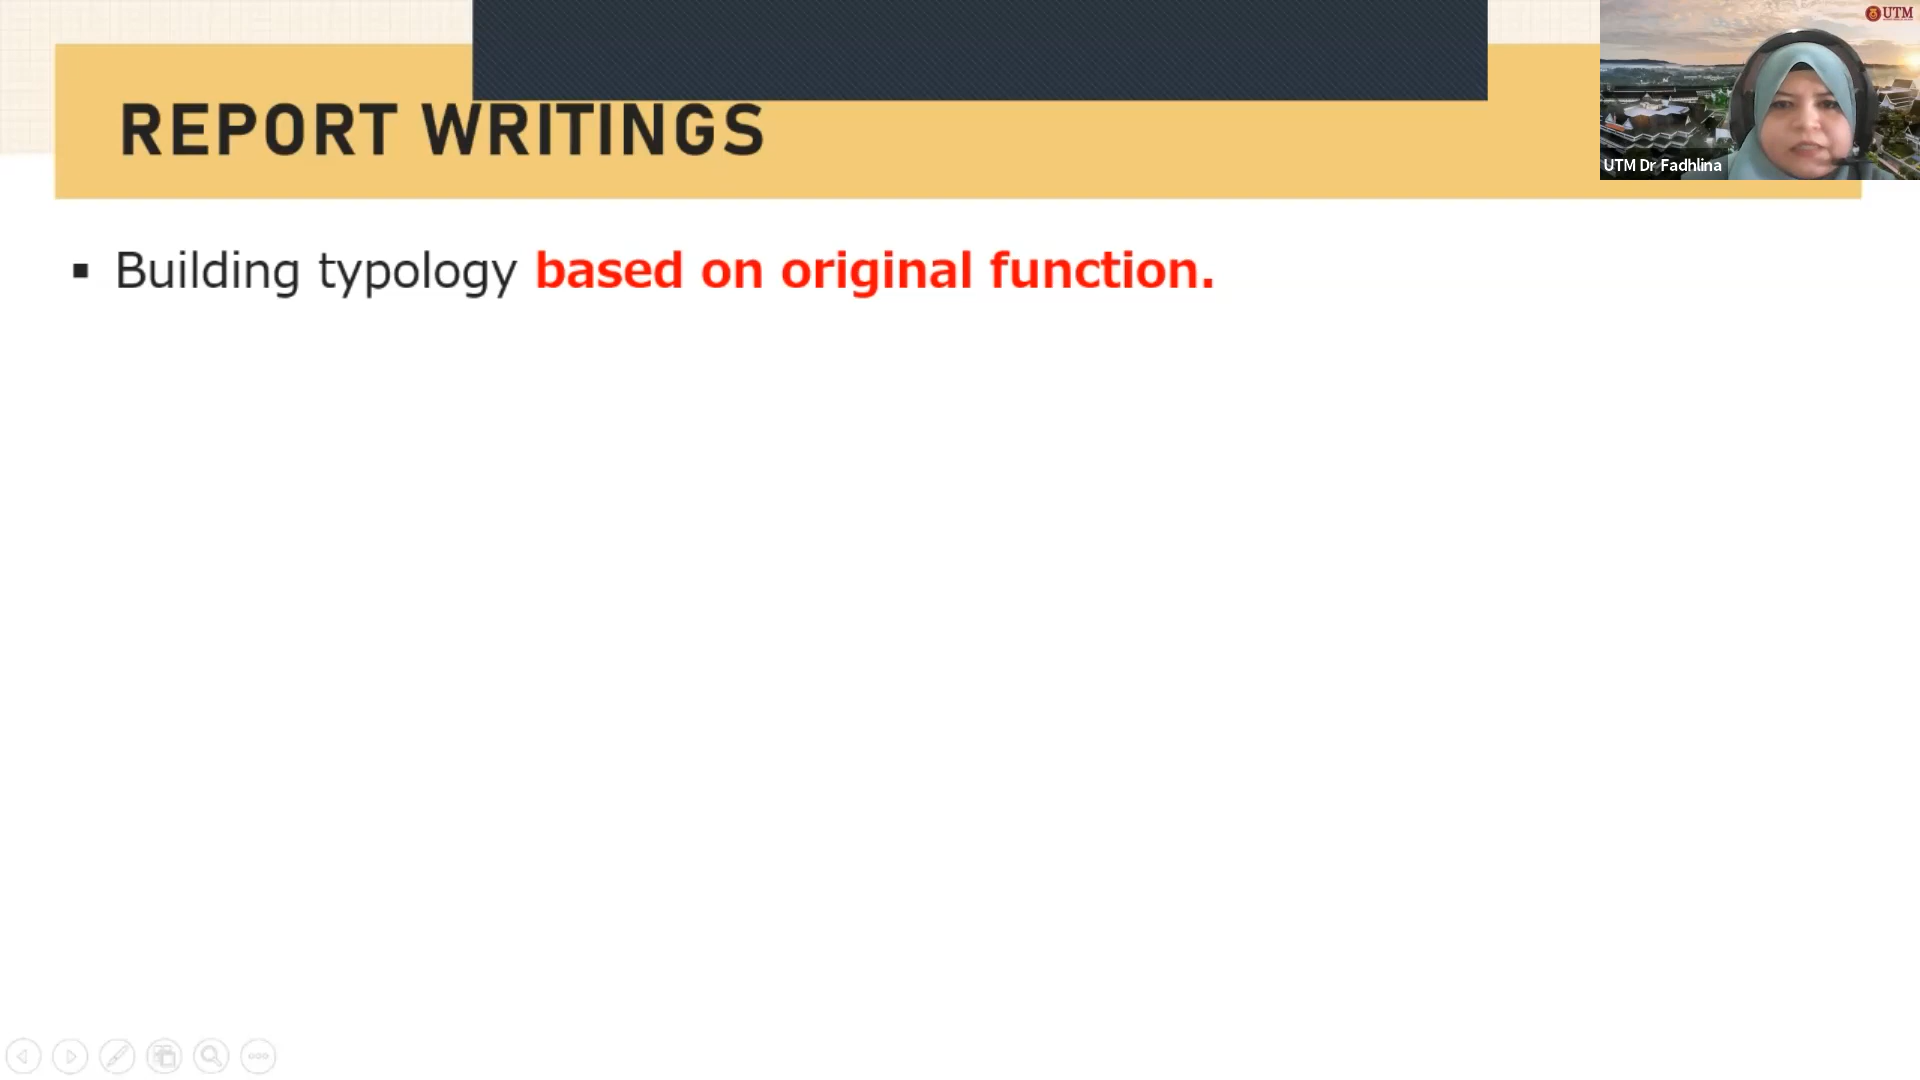 UTM
REPORT WRITINGS
UTM Dr Fadhlina
▪ Building typology based on original function.